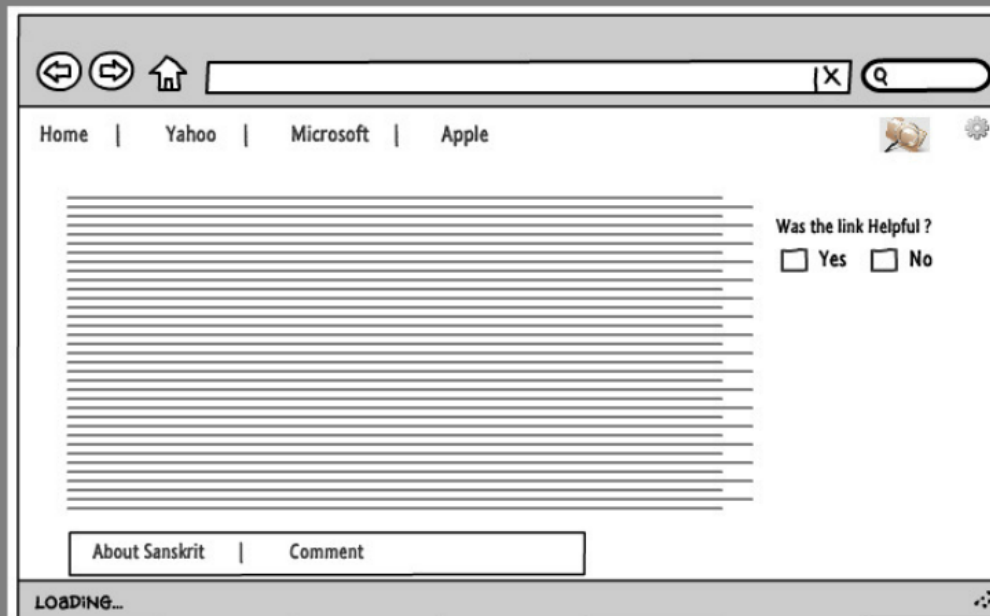 Home | Yahoo | Microsoft | Apple
Was the link Helpful ?
Yes No
About Sanskrit | Comment
LOADING...